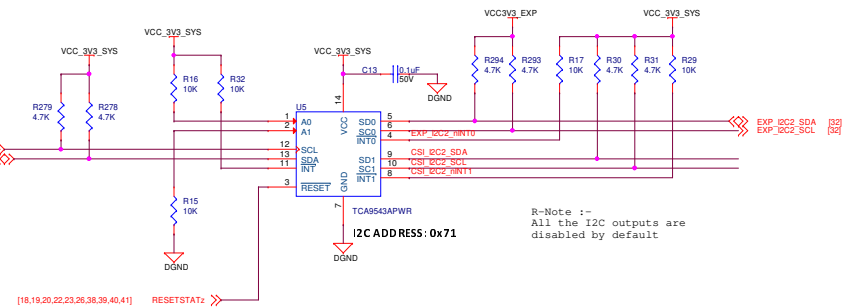 VCC3V3_EXP
VCC_3V3_SYS
VCC_3V3_SYS
VCC_3V3_SYS
VCC_3V3_SYS
R279
4.7K
R278
4.7K
R16
10K
R32
10K
C13
0.1uF
50V
DGND
R294
4.7K
R293
4.7K
R17
10K
R30
4.7K
R31
4.7K
R29
10K
U5
14
VCC
1
A0
2
A1
12
SCL
13
SDA
11
INT
3
RESET
5
SD0
6
SC0
4
INT0
9
SD1
10
SC1
8
INT1
GND
7
EXP_I2C2_nINT0
CSI_I2C2_SDA
CSI_I2C2_SCL
CSI_I2C2_nINT1
EXP_I2C2_SDA [32]
EXP_I2C2_SCL [32]
R15
10K
DGND
TCA9543APWR
I2C ADDRESS: 0x71
DGND
R-Note :-
All the I2C outputs are
disabled by default
[18,19,20,22,23,26,38,39,40,41] RESETSTATz